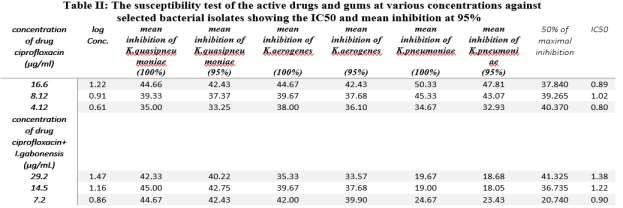 Table II: The susceptibility test of the active drugs and gums at various concentrations against
selected bacterial isolates showing the IC50 and mean inhibition at 95%
concentration of drug ciprofloxacin (µg/ml) | log Conc. | mean inhibition of K.quasipneu moniae (100%) | mean inhibition of K.quasipneu moniae (95%) | mean inhibition of K.aerogenes (100%) | mean inhibition of K.aerogenes (95%) | mean inhibition of K.pneumoniae (100%) | mean inhibition of K.pneumoni ae (95%) | 50% of maximal inihibition | IC50
16.6 1.22 44.66 42.43 44.67 42.43 50.33 47.81 37.840 0.89
8.12 0.91 39.33 37.37 39.67 37.68 45.33 43.07 39.265 1.02
4.12 0.61 35.00 33.25 38.00 36.10 34.67 32.93 40.370 0.80
concentration
of drug
ciprofloxacin+
I.gabonensis
(µg/mL)
29.2 1.47 42.33 40.22 35.33 33.57 19.67 18.68 41.325 1.38
14.5 1.16 45.00 42.75 39.67 37.68 19.00 18.05 36.735 1.22
7.2 0.86 44.67 42.43 42.00 39.90 24.67 23.43 20.740 0.90